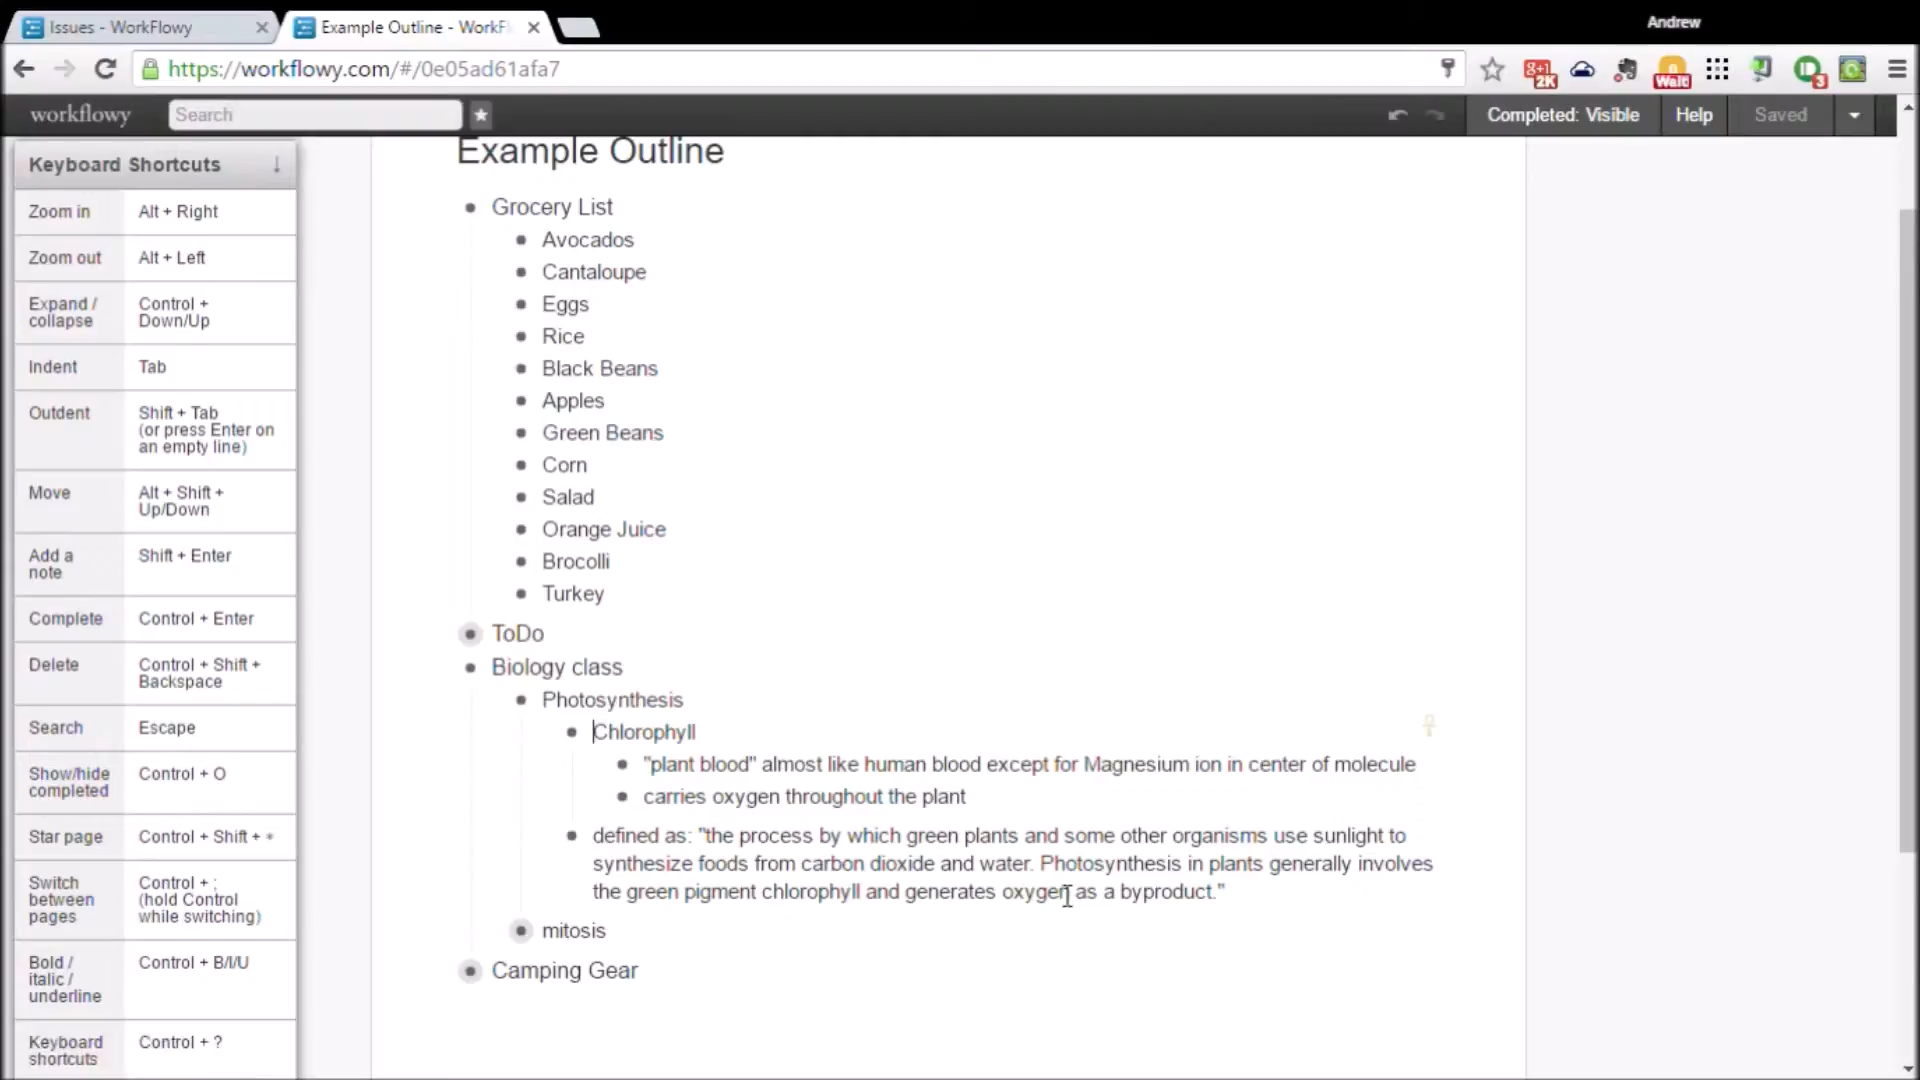 Andrew
Issues - WorkFlowy
Example Outline - WorkFl
https://workflowy.com/#/0e05ad61afa7
2K
Wait
3
workflowy
Search
Completed: Visible
Help
Saved
Keyboard Shortcuts
Zoom in Alt + Right
Zoom out Alt + Left
Expand / Control +
collapse Down/Up
Indent Tab
Outdent Shift + Tab
(or press Enter on
an empty line)
Move Alt + Shift +
Up/Down
Add a Shift + Enter
note
Complete Control + Enter
Delete Control + Shift +
Backspace
Search Escape
Show/hide Control + O
completed
Star page Control + Shift + *
Switch Control + ;
between (hold Control
pages while switching)
Bold / Control + B/I/U
italic /
underline
Keyboard Control + ?
shortcuts
Example Outline
Grocery List
Avocados
Cantaloupe
Eggs
Rice
Black Beans
Apples
Green Beans
Corn
Salad
Orange Juice
Brocolli
Turkey
ToDo
Biology class
Photosynthesis
Chlorophyll
"plant blood" almost like human blood except for Magnesium ion in center of molecule
carries oxygen throughout the plant
defined as: "the process by which green plants and some other organisms use sunlight to
synthesize foods from carbon dioxide and water. Photosynthesis in plants generally involves
the green pigment chlorophyll and generates oxygen as a byproduct."
mitosis
Camping Gear